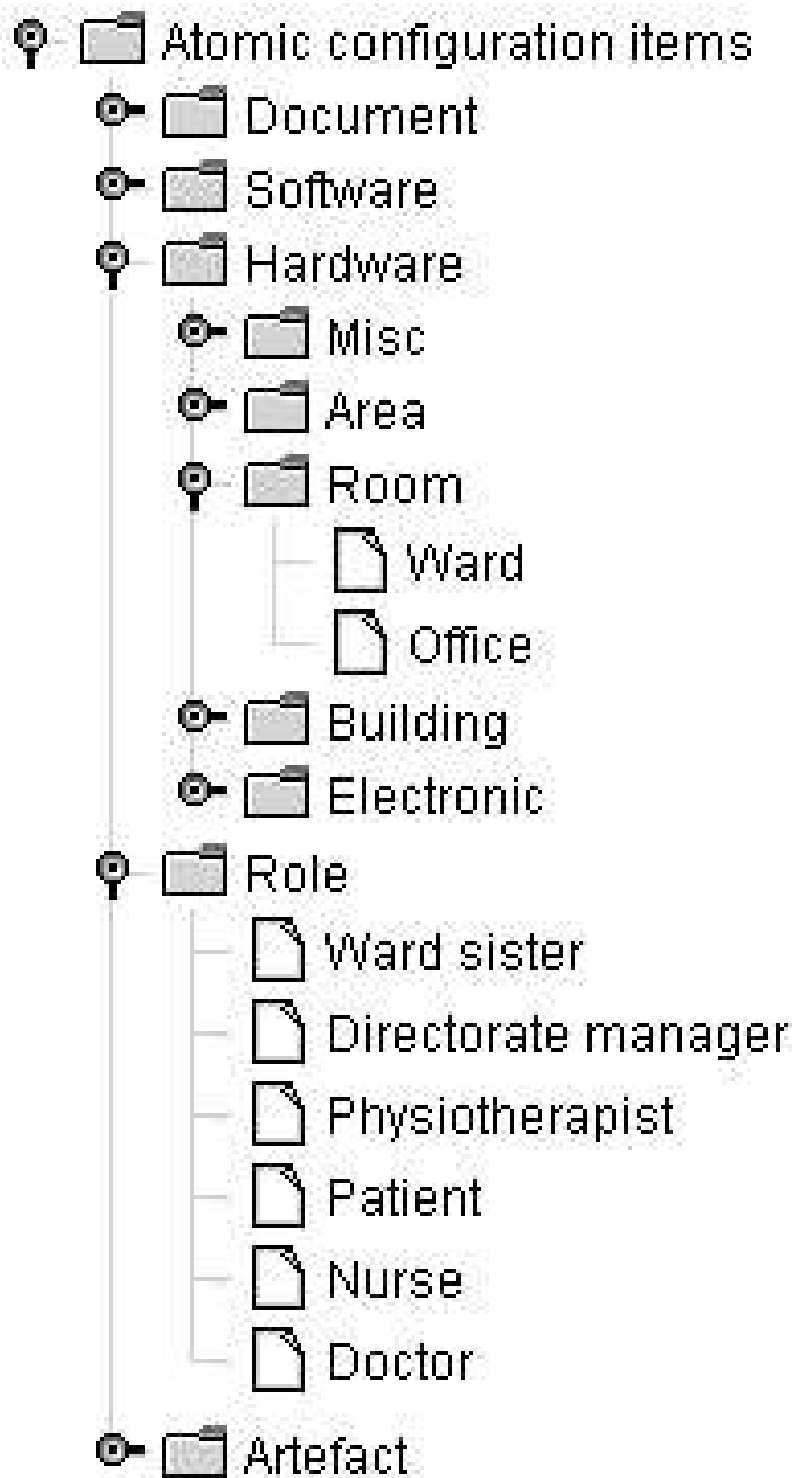 Atomic configuration items
Document
Software
Hardware
Misc
Area
Room
Ward
Office
Building
Electronic
Role
Ward sister
Directorate manager
Physiotherapist
Patient
Nurse
Doctor
Artefact